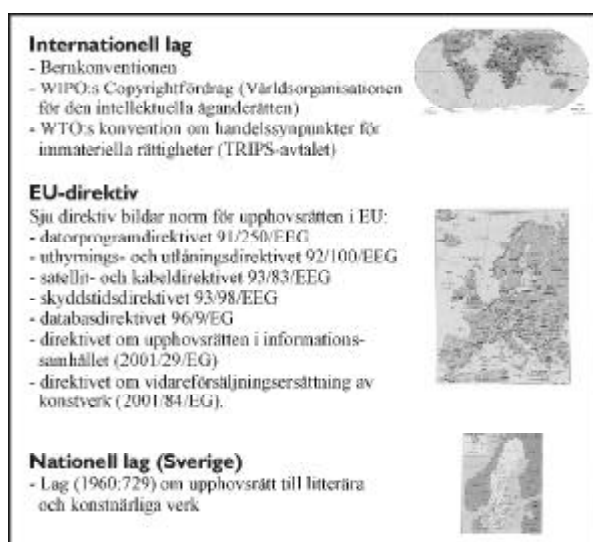 Internationell lag
- Bernkonventionen
- WIPO:s Copyrightfördrag (Världsorganisationen
för den intellektuella äganderätten)
- WTO:s konvention om handelssynpunkter för
immateriella rättigheter (TRIPS-avtalet)
EU-direktiv
Sju direktiv bildar norm för upphovsrätten i EU:
- datorprogramdirektivet 91/250/EEG
- uthyrnings- och utlåningsdirektivet 92/100/EEG
- satellit- och kabeldirektivet 93/83/EEG
- skyddstidsdirektivet 93/98/EEG
- databasdirektivet 96/9/EG
- direktivet om upphovsrätten i informations-
samhället (2001/29/EG)
- direktivet om vidareförsäljningsersättning av
konstverk (2001/84/EG).
Nationell lag (Sverige)
- Lag (1960:729) om upphovsrätt till litterära
och konstnärliga verk